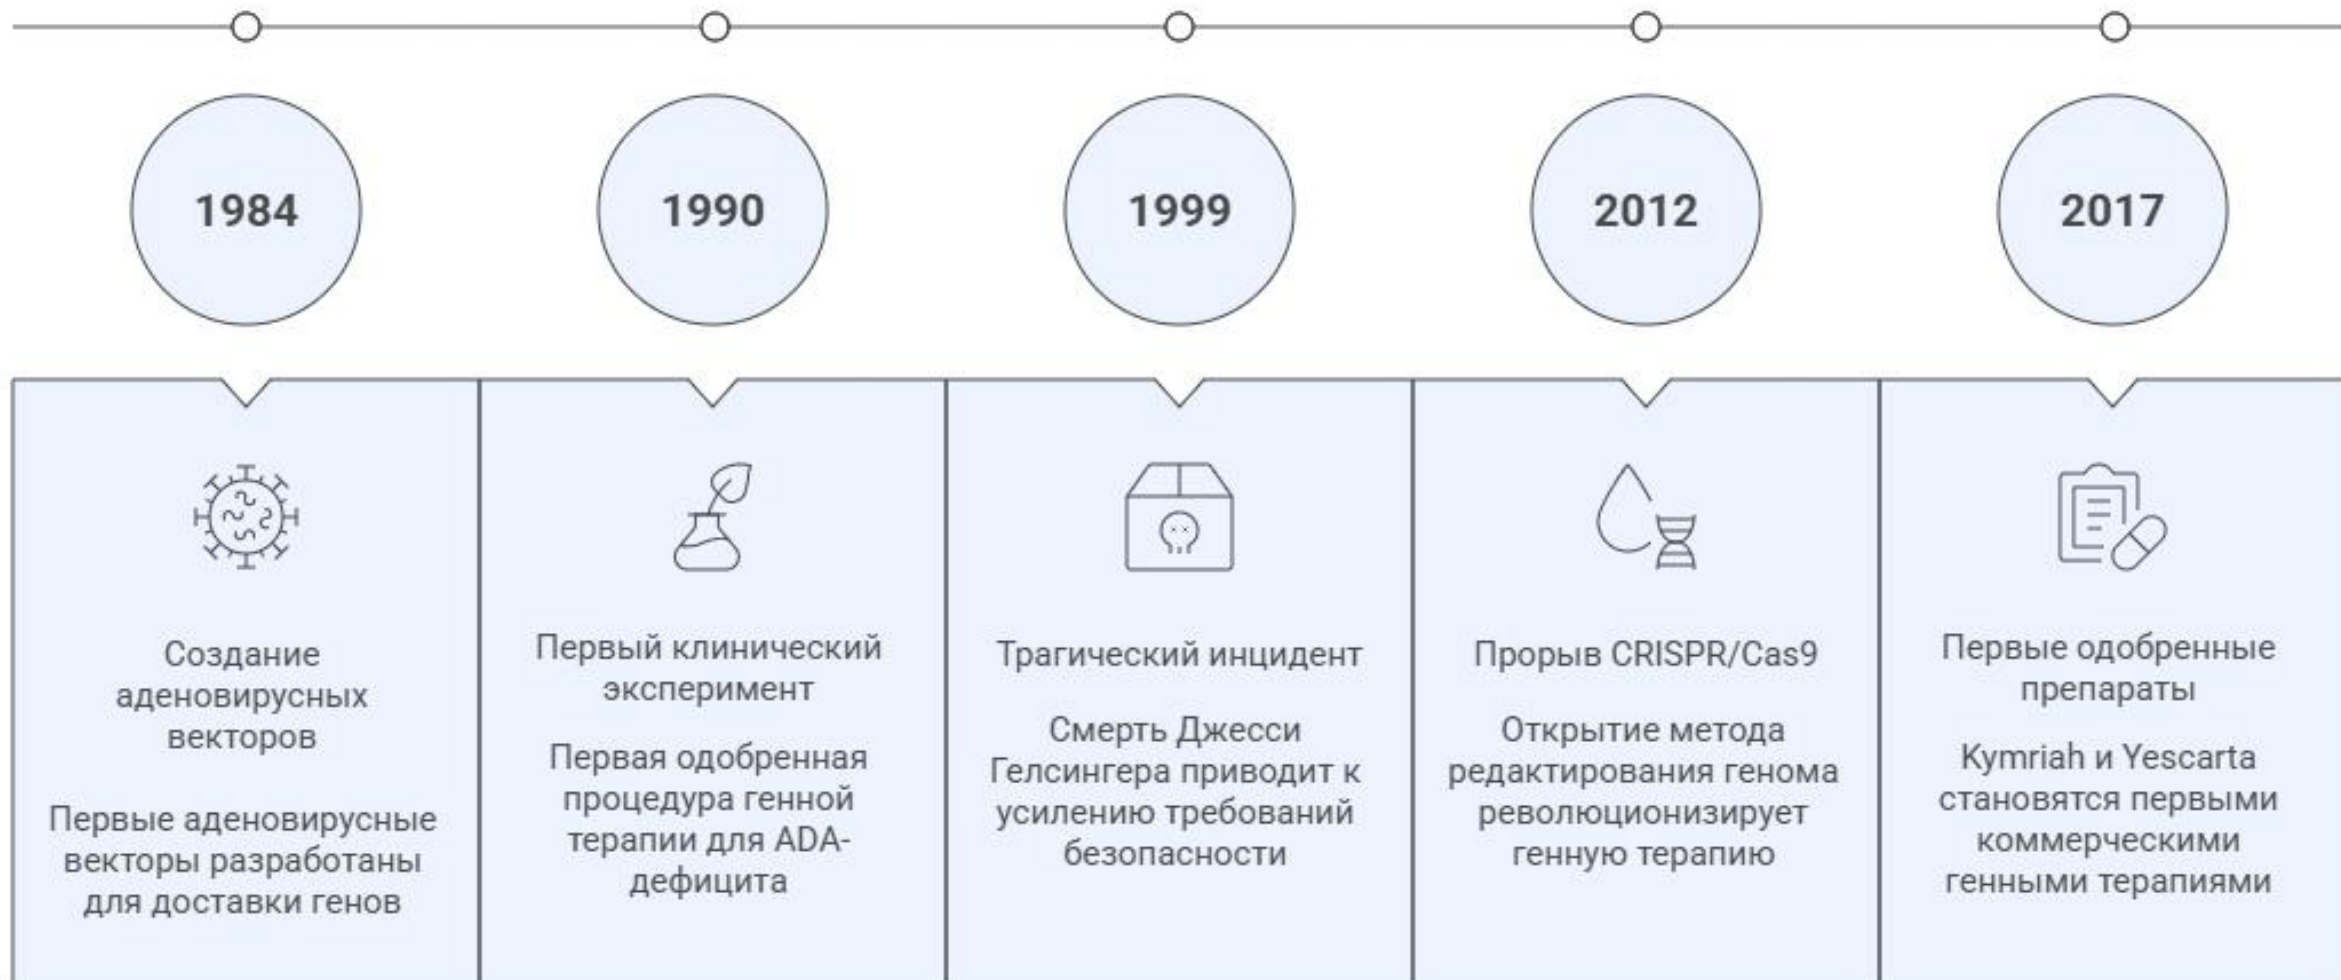 1984
1990
1999
2012
2017
Создание
аденовирусных
векторов
Первые аденовирусные
векторы разработаны
для доставки генов
Первый клинический
эксперимент
Первая одобренная
процедура генной
терапии для ADA-
дефицита
Трагический инцидент
Смерть Джесси
Гелсингера приводит к
усилению требований
безопасности
Прорыв CRISPR/Cas9
Открытие метода
редактирования генома
революционизирует
генную терапию
Первые одобренные
препараты
Kymriah и Yescarta
становятся первыми
коммерческими
генными терапиями